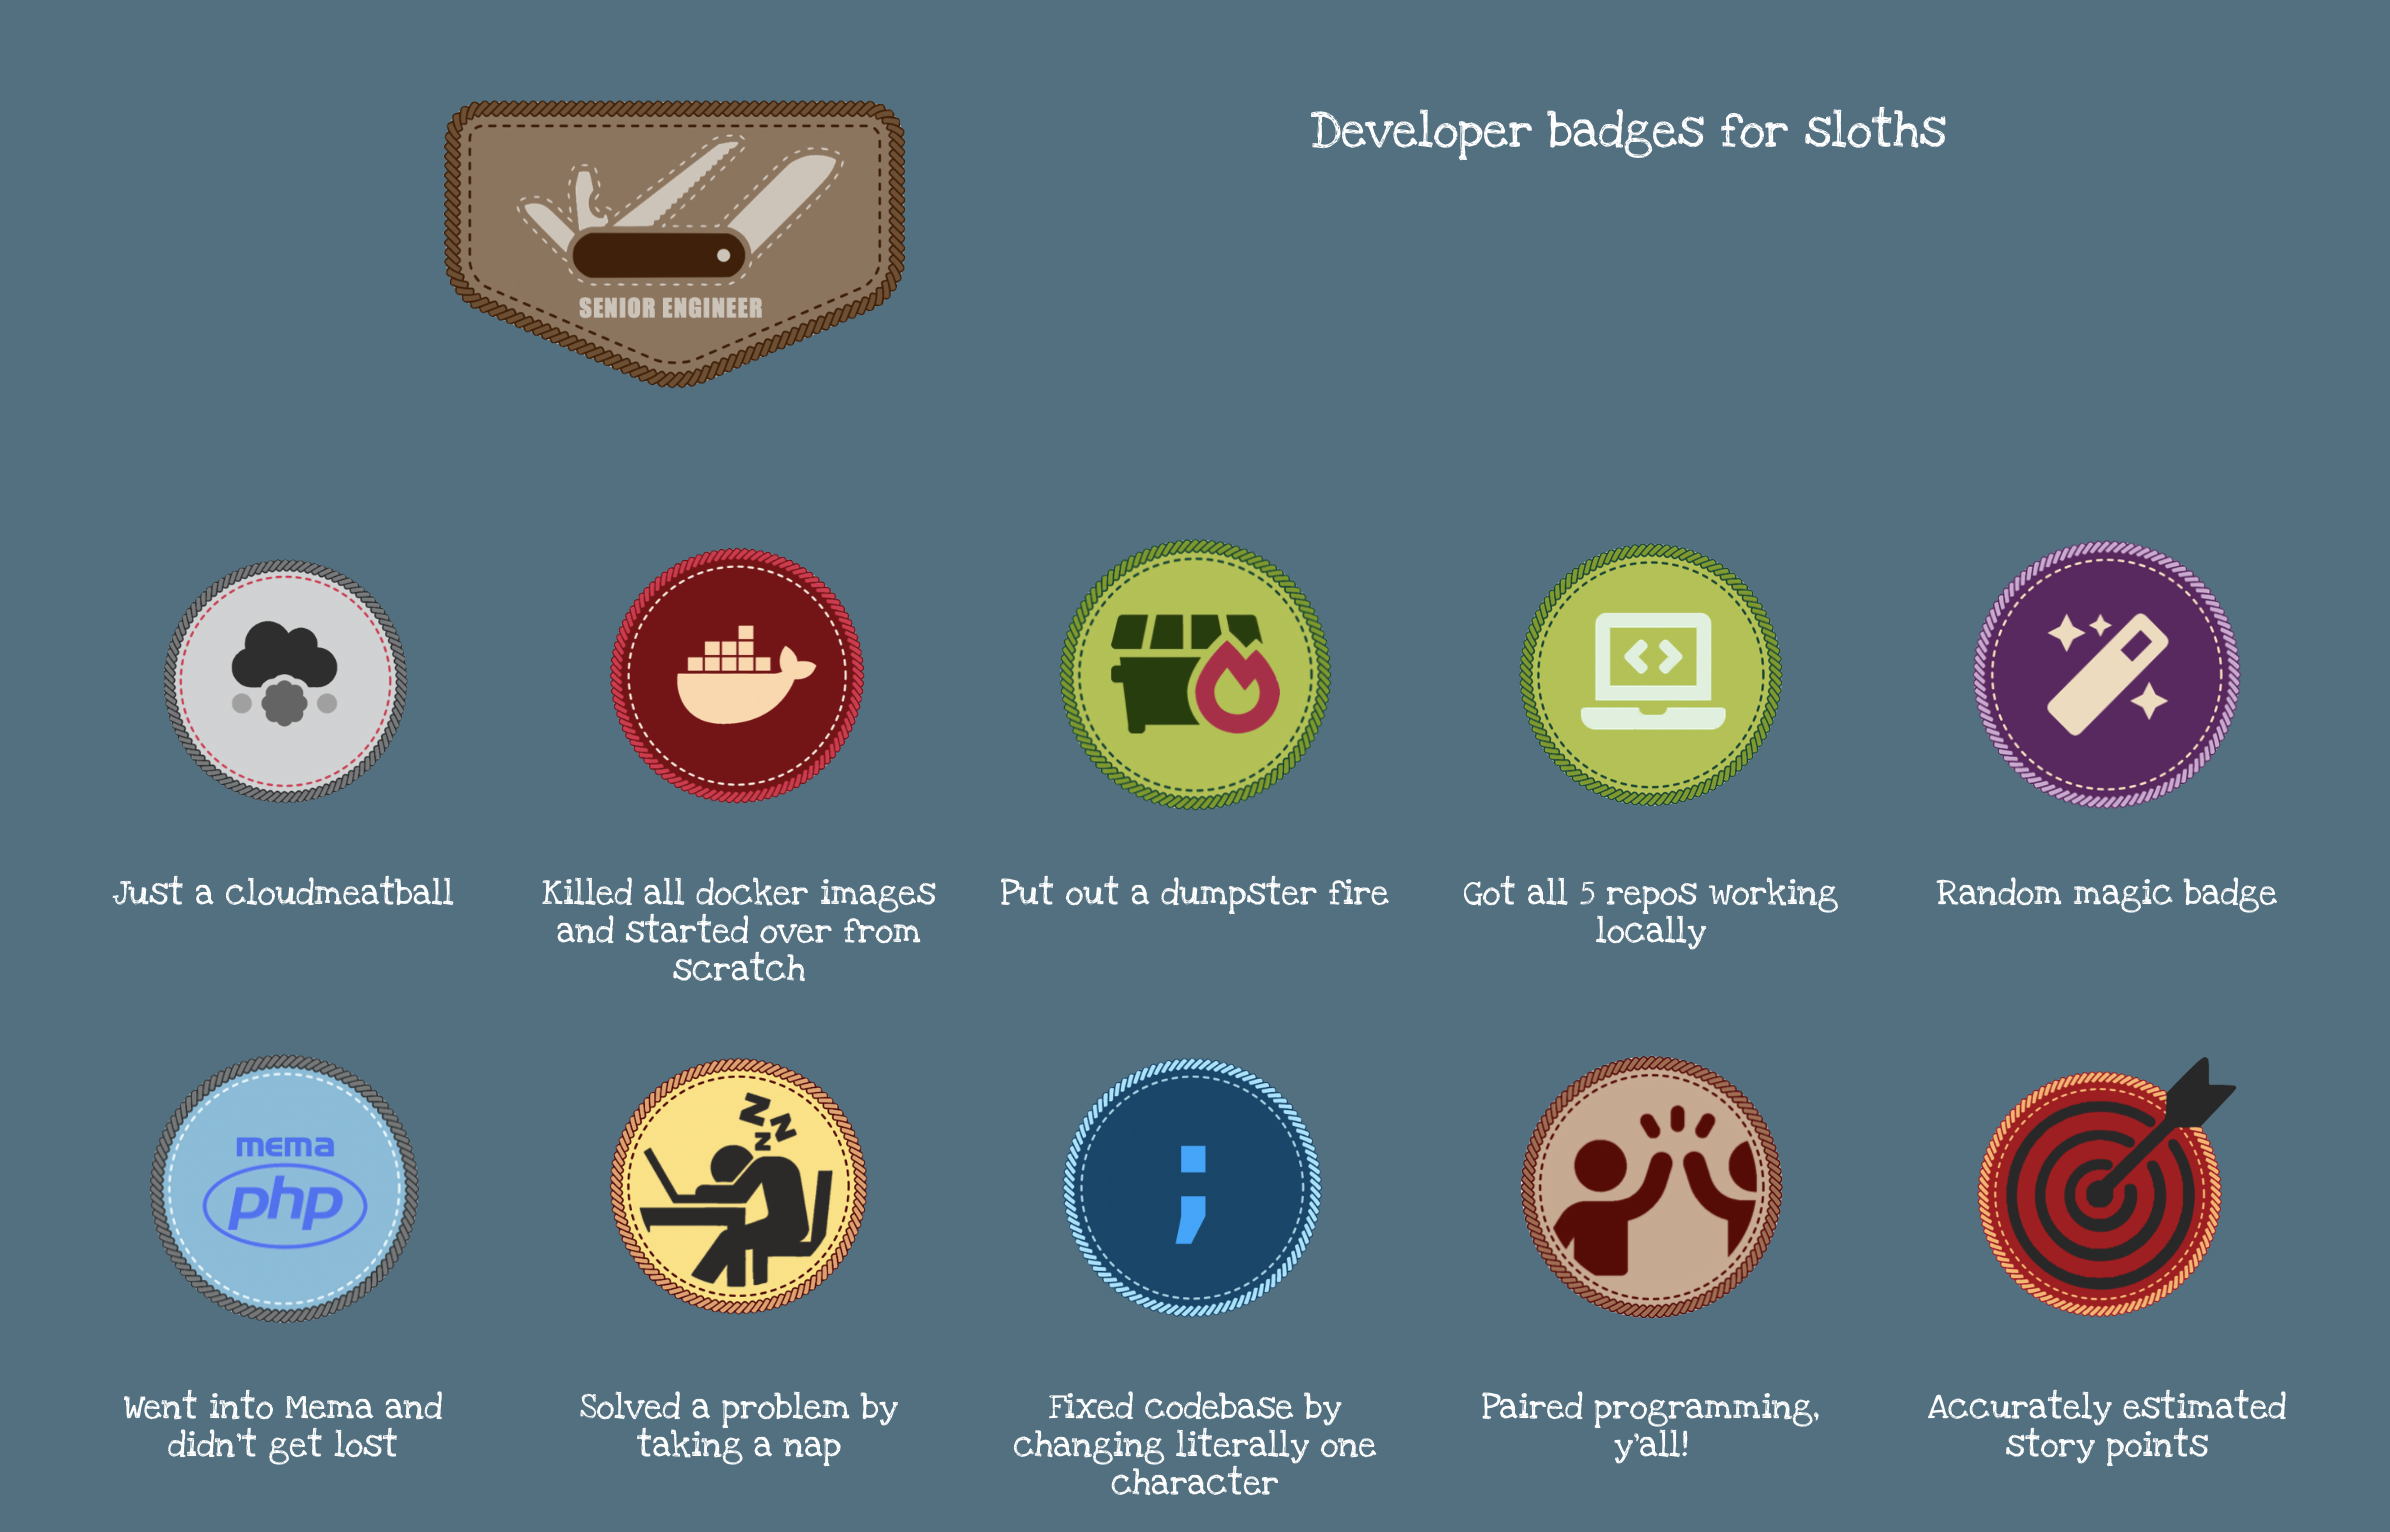 Developer badges for sloths
SENIOR ENGINEER
Just a cloudmeatball
Killed all docker images
and started over from
scratch
Put out a dumpster fire
Got all 5 repos working
locally
Random magic badge
mema
php
Went into Mema and
didn't get lost
zzz
Solved a problem by
taking a nap
;
Fixed codebase by
changing literally one
character
Paired programming,
y'all!
Accurately estimated
story points